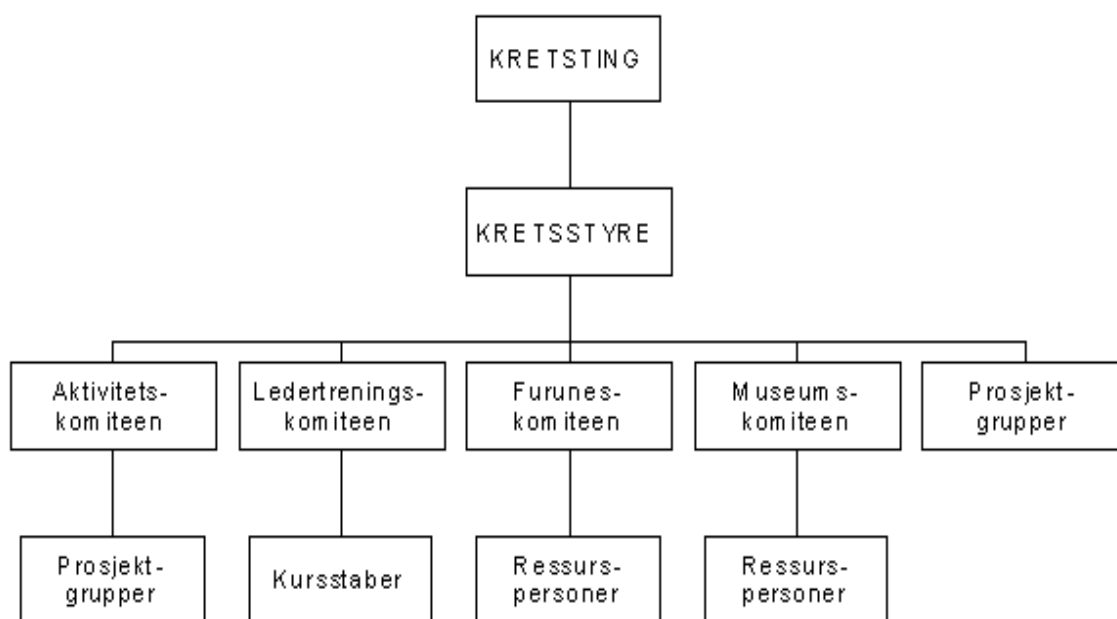 KRETSTING
KRETSSTYRE
Aktivitets-
komiteen
Ledertrenings-
komiteen
Furunes-
komiteen
Museums-
komiteen
Prosjekt-
grupper
Prosjekt-
grupper
Kursstaber
Ressurs-
personer
Ressurs-
personer